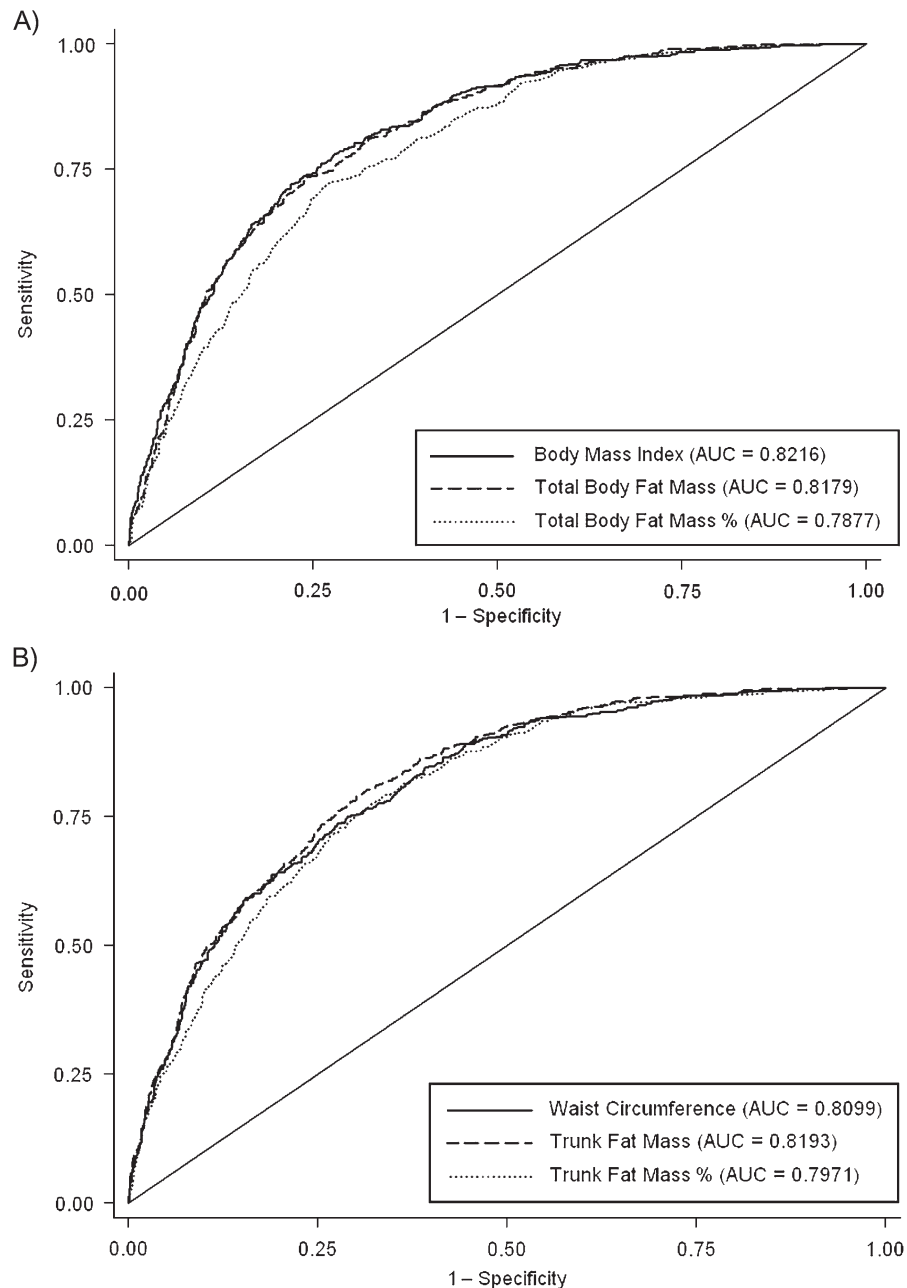 A)
1.00
0.75
0.50
0.25
0.00
Sensitivity
Body Mass Index (AUC = 0.8216)
Total Body Fat Mass (AUC = 0.8179)
Total Body Fat Mass % (AUC = 0.7877)
0.00 0.25 0.50 0.75 1.00
1 – Specificity
B)
1.00
0.75
0.50
0.25
0.00
Sensitivity
Waist Circumference (AUC = 0.8099)
Trunk Fat Mass (AUC = 0.8193)
Trunk Fat Mass % (AUC = 0.7971)
0.00 0.25 0.50 0.75 1.00
1 – Specificity